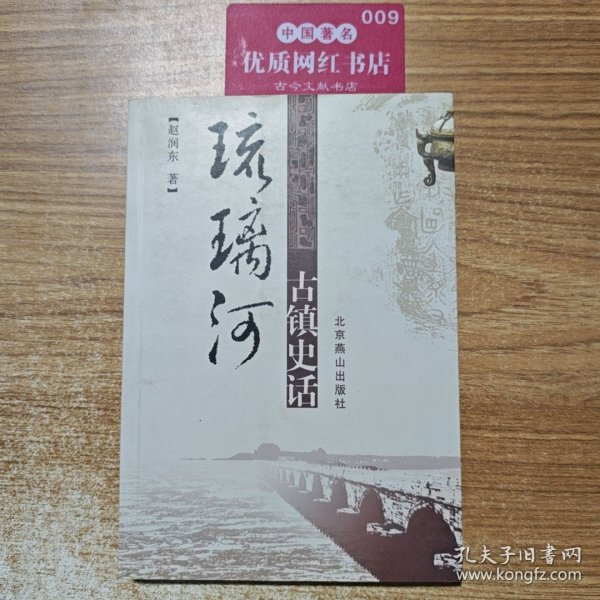 009
中国著名
优质网红书店
古今文献书店
【赵润东 著】
琉璃河
古镇史话
北京燕山出版社
孔夫子旧书网
www.kongfz.com